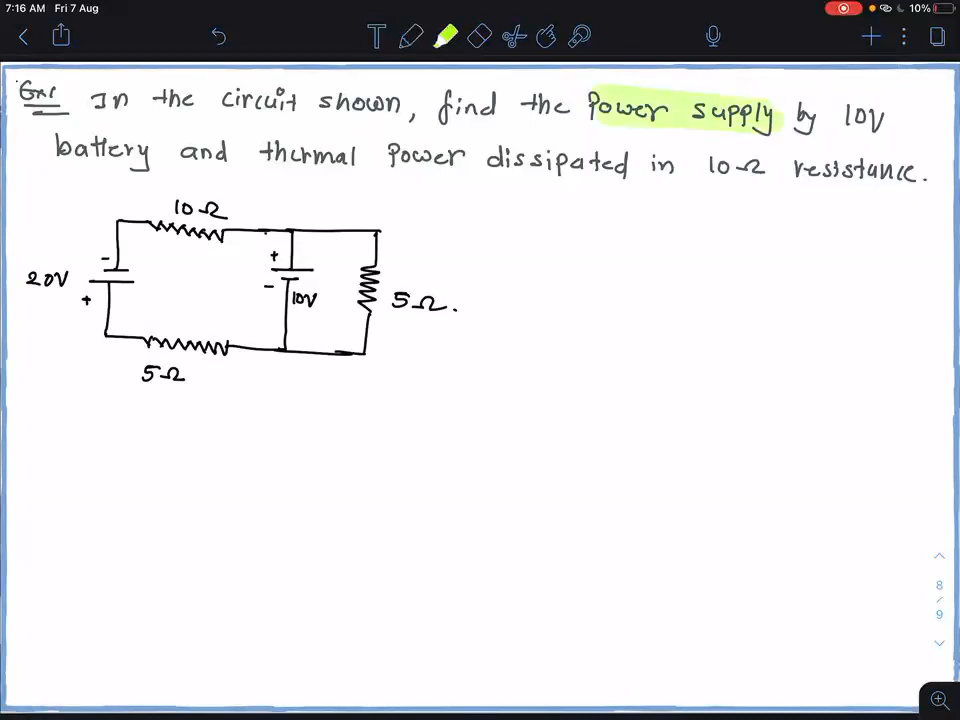 7:16 AM Fri 7 Aug
10%
In the circuit shown, find the Power supply by 10V
battery and thermal Power dissipated in 10Ω resistance.
10Ω
-
+
20V
+
-
10V
5Ω.
5Ω
8
/
9